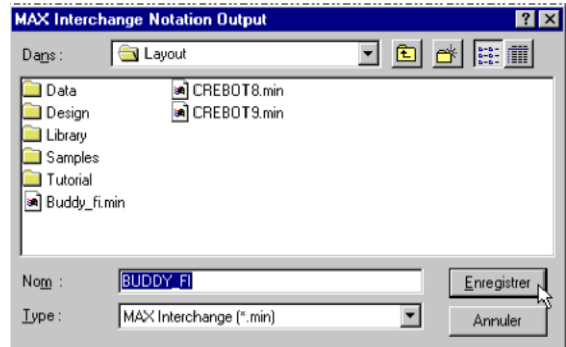 MAX Interchange Notation Output
Dans :
Layout
Data
Design
Library
Samples
Tutorial
Buddy_fi.min
CREBOT8.min
CREBOT9.min
Nom :
BUDDY_FI
Enregistrer
Type :
MAX Interchange (*.min)
Annuler